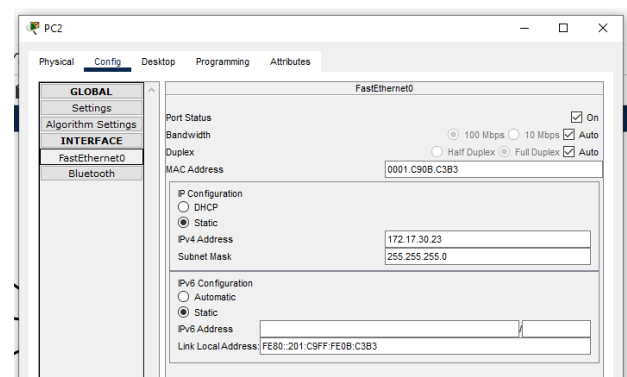 PC2
Physical Config Desktop Programming Attributes
GLOBAL
Settings
Algorithm Settings
INTERFACE
FastEthernet0
Bluetooth
FastEthernet0
Port Status On
Bandwidth 100 Mbps 10 Mbps Auto
Duplex Half Duplex Full Duplex Auto
MAC Address 0001.C90B.C3B3
IP Configuration
DHCP
Static
IPv4 Address 172.17.30.23
Subnet Mask 255.255.255.0
IPv6 Configuration
Automatic
Static
IPv6 Address /
Link Local Address: FE80::201:C9FF:FE0B:C3B3